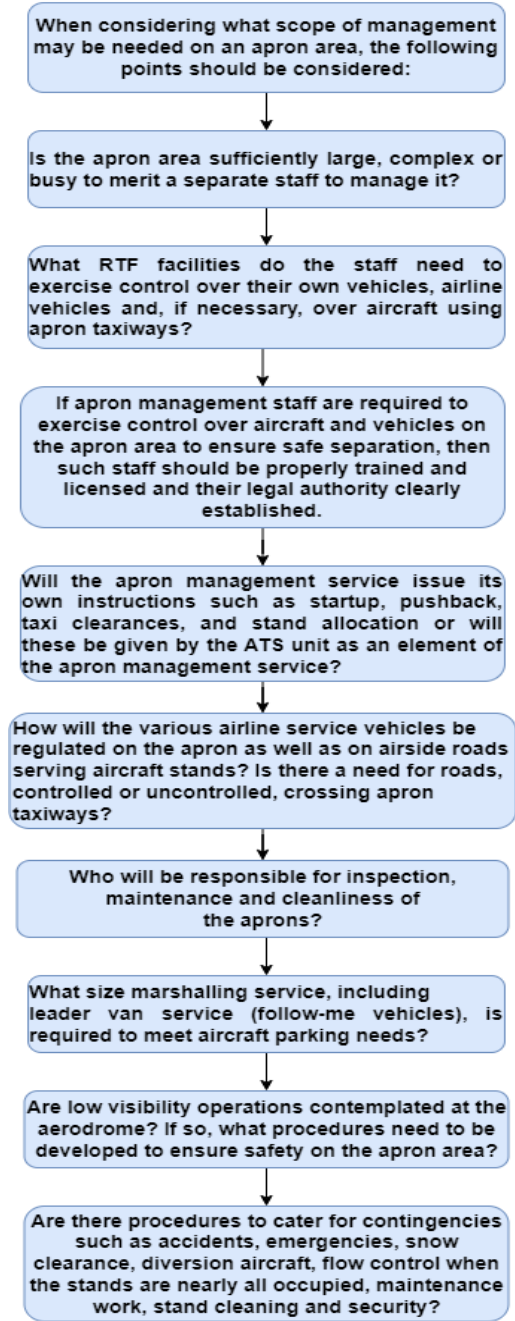 When considering what scope of management
may be needed on an apron area, the following
points should be considered:
Is the apron area sufficiently large, complex or
busy to merit a separate staff to manage it?
What RTF facilities do the staff need to
exercise control over their own vehicles, airline
vehicles and, if necessary, over aircraft using
apron taxiways?
If apron management staff are required to
exercise control over aircraft and vehicles on
the apron area to ensure safe separation, then
such staff should be properly trained and
licensed and their legal authority clearly
established.
Will the apron management service issue its
own instructions such as startup, pushback,
taxi clearances, and stand allocation or will
these be given by the ATS unit as an element of
the apron management service?
How will the various airline service vehicles be
regulated on the apron as well as on airside roads
serving aircraft stands? Is there a need for roads,
controlled or uncontrolled, crossing apron
taxiways?
Who will be responsible for inspection,
maintenance and cleanliness of
the aprons?
What size marshalling service, including
leader van service (follow-me vehicles), is
required to meet aircraft parking needs?
Are low visibility operations contemplated at the
aerodrome? If so, what procedures need to be
developed to ensure safety on the apron area?
Are there procedures to cater for contingencies
such as accidents, emergencies, snow
clearance, diversion aircraft, flow control when
the stands are nearly all occupied, maintenance
work, stand cleaning and security?